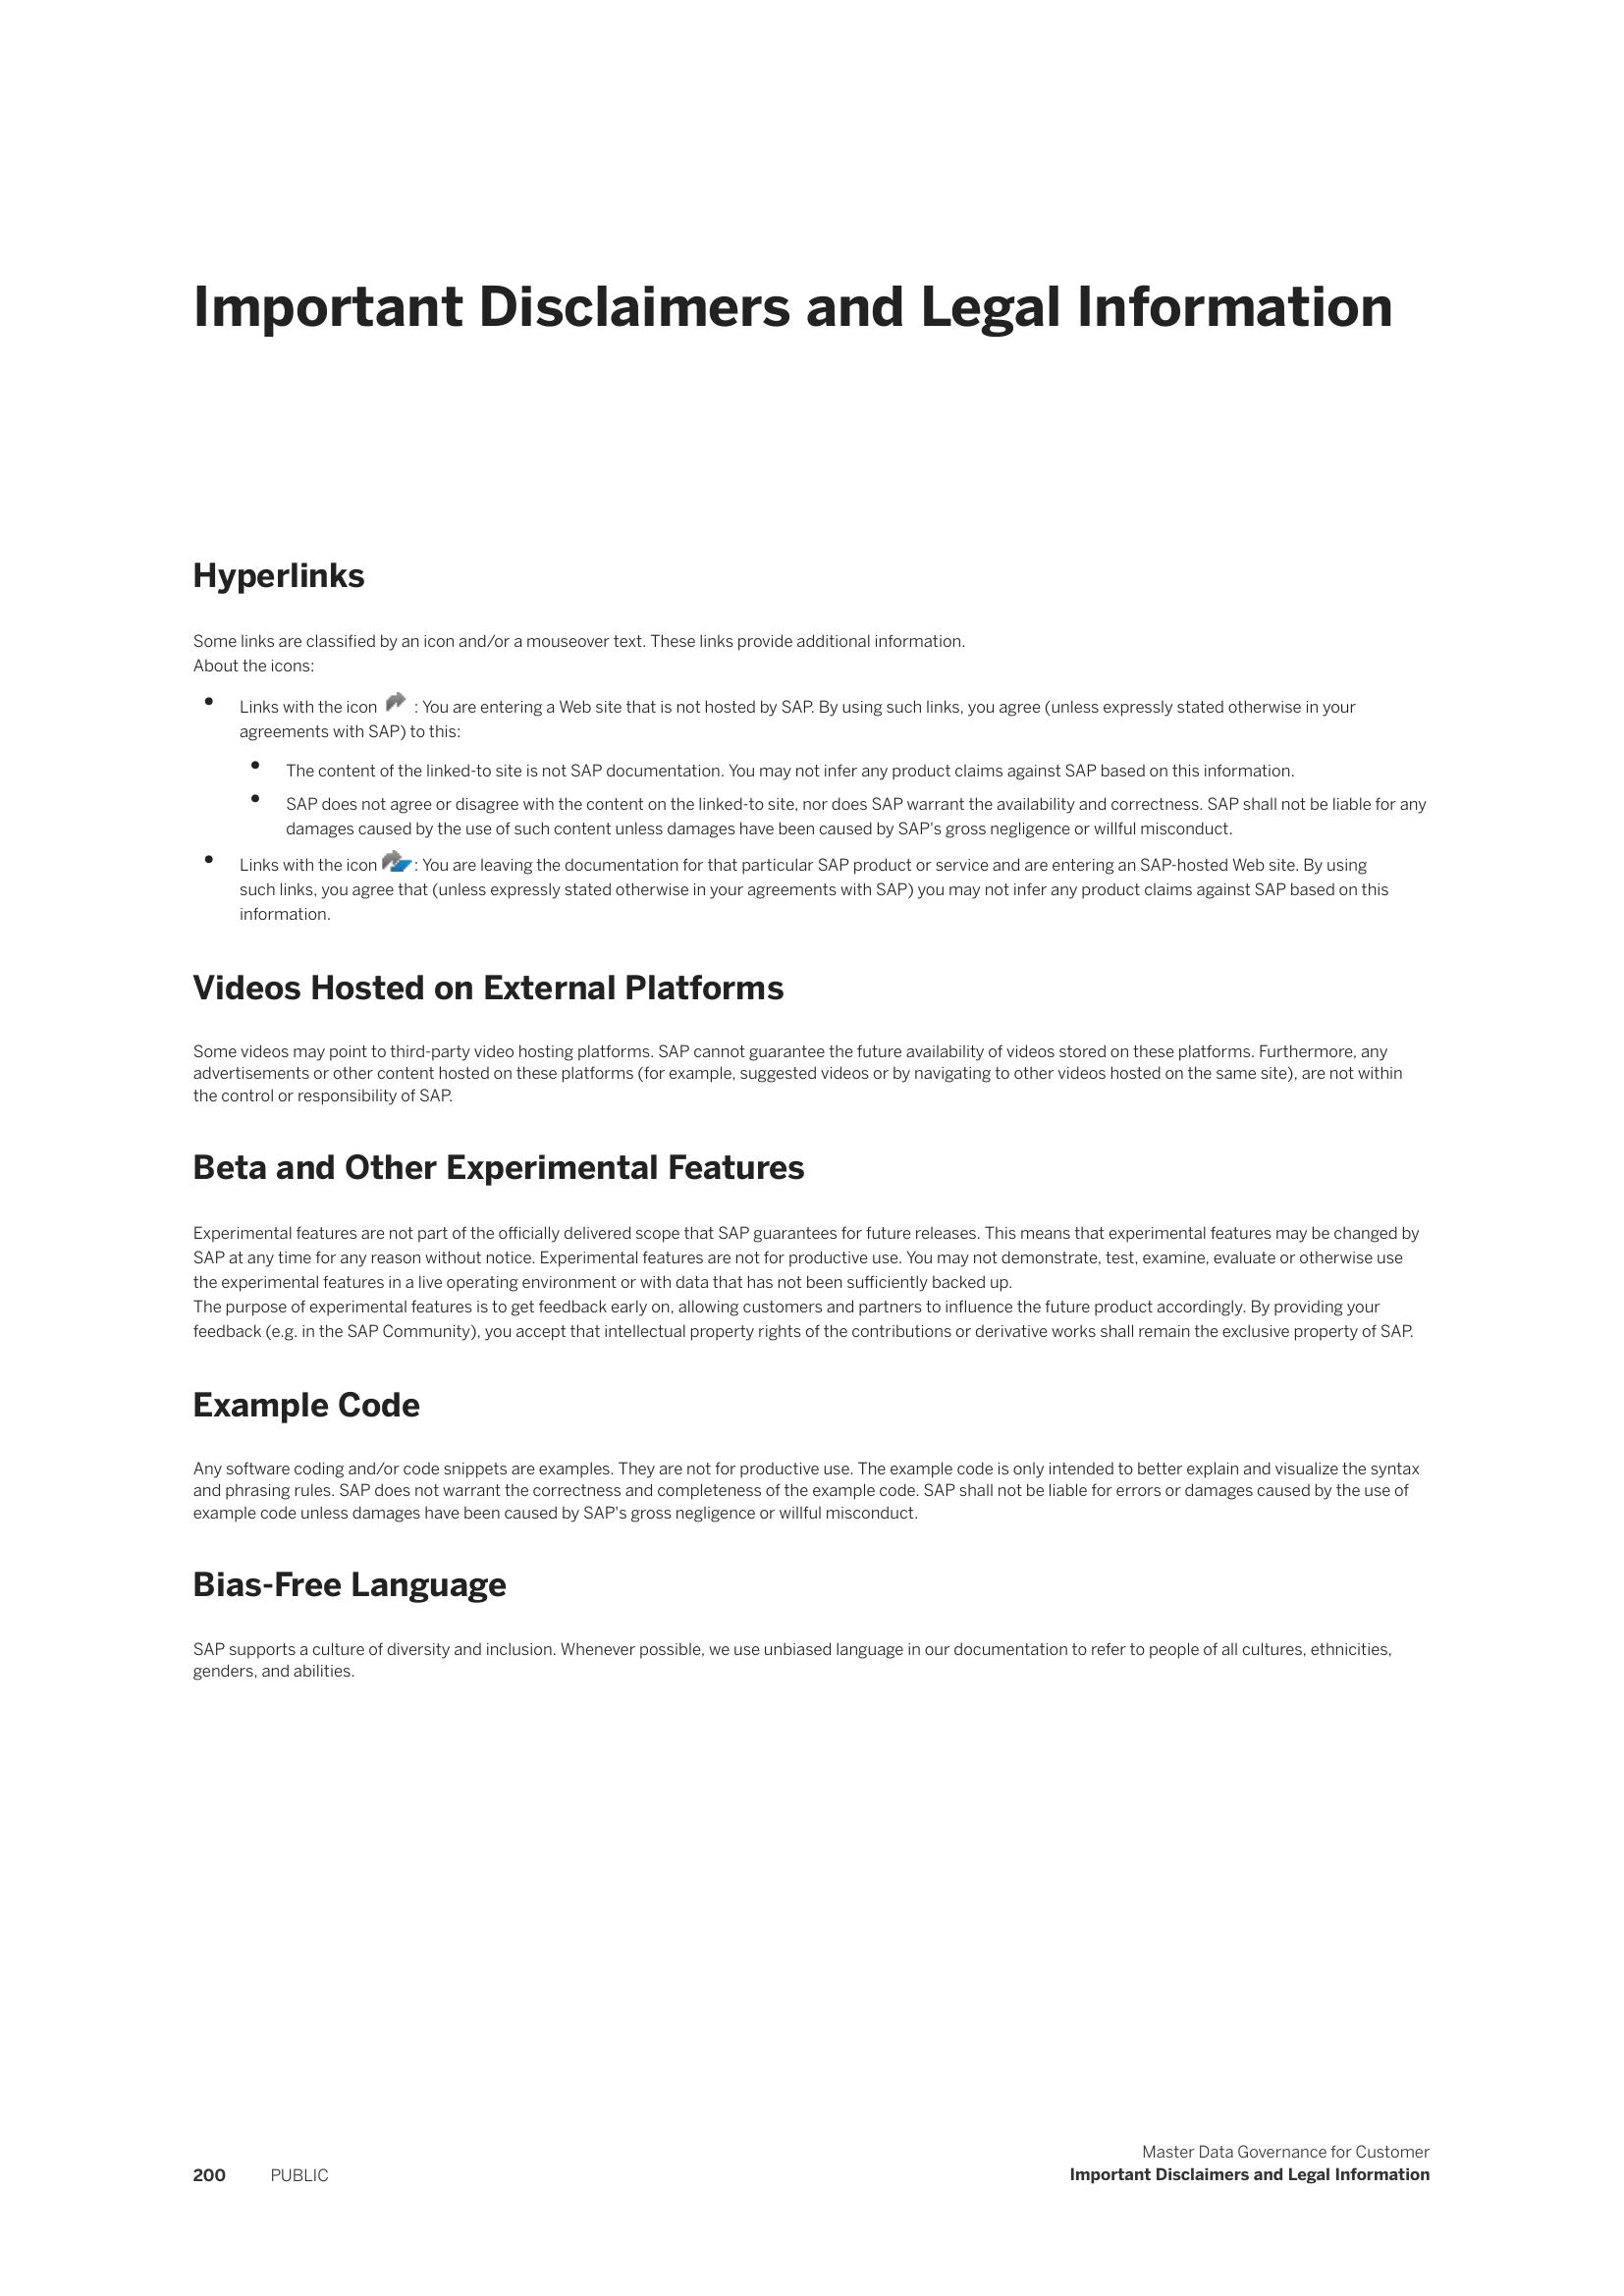 Important Disclaimers and Legal Information
Hyperlinks
Some links are classified by an icon and/or a mouseover text. These links provide additional information.
About the icons:
• Links with the icon : You are entering a Web site that is not hosted by SAP. By using such links, you agree (unless expressly stated otherwise in your
agreements with SAP) to this:
• The content of the linked-to site is not SAP documentation. You may not infer any product claims against SAP based on this information.
• SAP does not agree or disagree with the content on the linked-to site, nor does SAP warrant the availability and correctness. SAP shall not be liable for any
damages caused by the use of such content unless damages have been caused by SAP's gross negligence or willful misconduct.
• Links with the icon : You are leaving the documentation for that particular SAP product or service and are entering an SAP-hosted Web site. By using
such links, you agree that (unless expressly stated otherwise in your agreements with SAP) you may not infer any product claims against SAP based on this
information.
Videos Hosted on External Platforms
Some videos may point to third-party video hosting platforms. SAP cannot guarantee the future availability of videos stored on these platforms. Furthermore, any
advertisements or other content hosted on these platforms (for example, suggested videos or by navigating to other videos hosted on the same site), are not within
the control or responsibility of SAP.
Beta and Other Experimental Features
Experimental features are not part of the officially delivered scope that SAP guarantees for future releases. This means that experimental features may be changed by
SAP at any time for any reason without notice. Experimental features are not for productive use. You may not demonstrate, test, examine, evaluate or otherwise use
the experimental features in a live operating environment or with data that has not been sufficiently backed up.
The purpose of experimental features is to get feedback early on, allowing customers and partners to influence the future product accordingly. By providing your
feedback (e.g. in the SAP Community), you accept that intellectual property rights of the contributions or derivative works shall remain the exclusive property of SAP.
Example Code
Any software coding and/or code snippets are examples. They are not for productive use. The example code is only intended to better explain and visualize the syntax
and phrasing rules. SAP does not warrant the correctness and completeness of the example code. SAP shall not be liable for errors or damages caused by the use of
example code unless damages have been caused by SAP's gross negligence or willful misconduct.
Bias-Free Language
SAP supports a culture of diversity and inclusion. Whenever possible, we use unbiased language in our documentation to refer to people of all cultures, ethnicities,
genders, and abilities.
Master Data Governance for Customer
200 PUBLIC Important Disclaimers and Legal Information